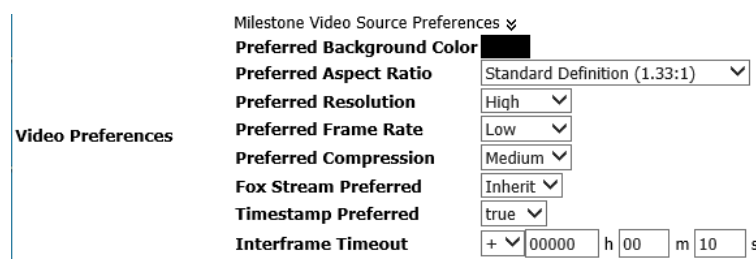 Milestone Video Source Preferences
Preferred Background Color
Preferred Aspect Ratio Standard Definition (1.33:1)
Preferred Resolution High
Video Preferences Preferred Frame Rate Low
Preferred Compression Medium
Fox Stream Preferred Inherit
Timestamp Preferred true
Interframe Timeout + 00000 h 00 m 10 s